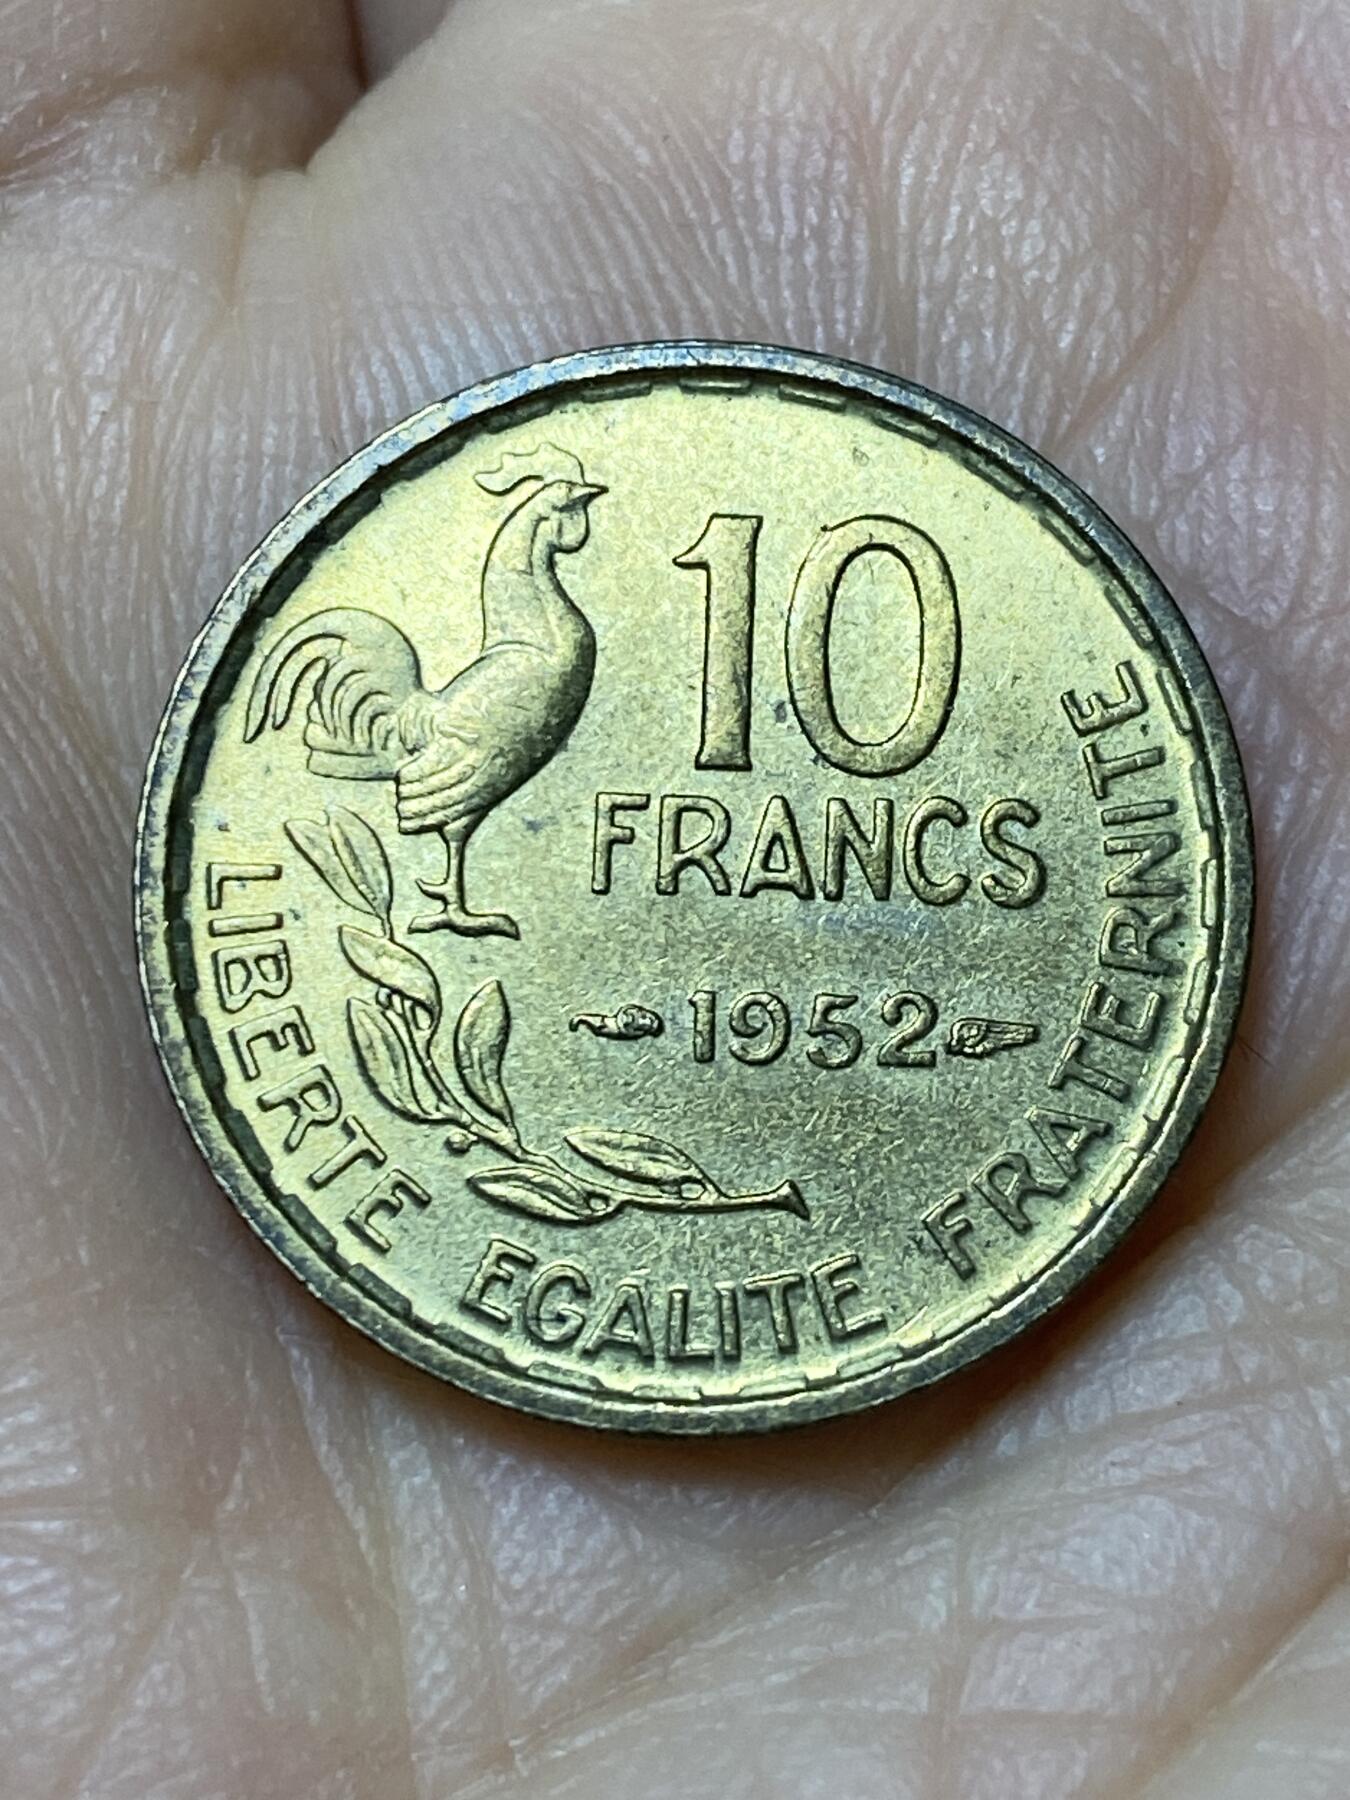 10
FRANCS
1952
LIBERTE EGALITE FRATERNITE